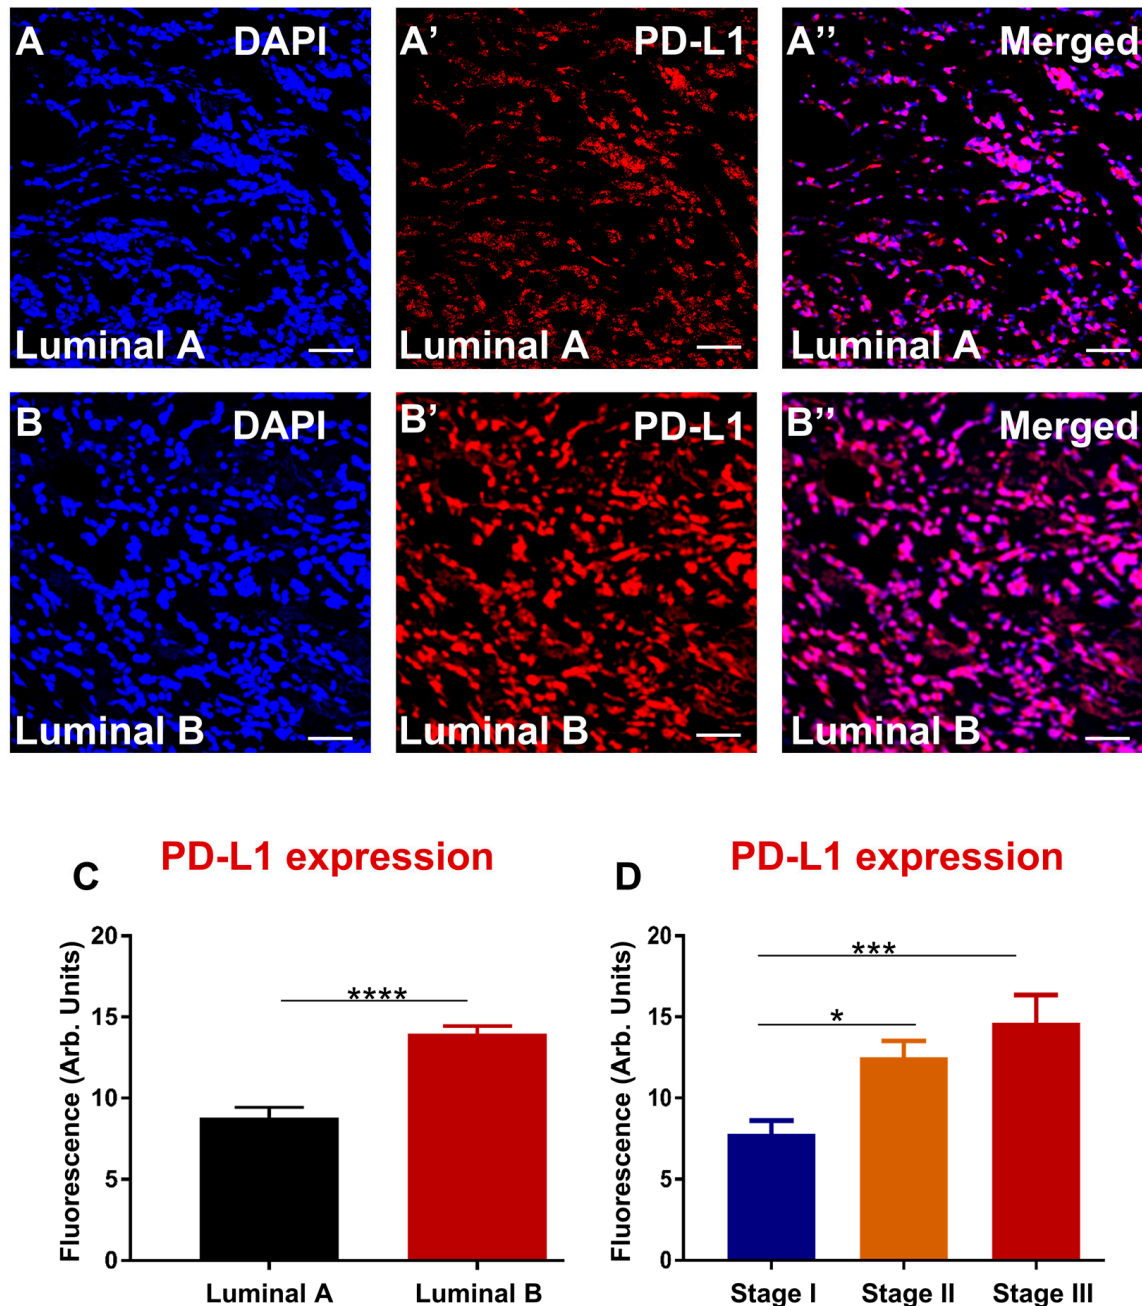 A DAPI
Luminal A
A’ PD-L1
Luminal A
A’’ Merged
Luminal A
B DAPI
Luminal B
B’ PD-L1
Luminal B
B’’ Merged
Luminal B
C PD-L1 expression
Fluorescence (Arb. Units)
20
15
10
5
0
****
Luminal A Luminal B
D PD-L1 expression
Fluorescence (Arb. Units)
20
15
10
5
0
***
*
Stage I Stage II Stage III